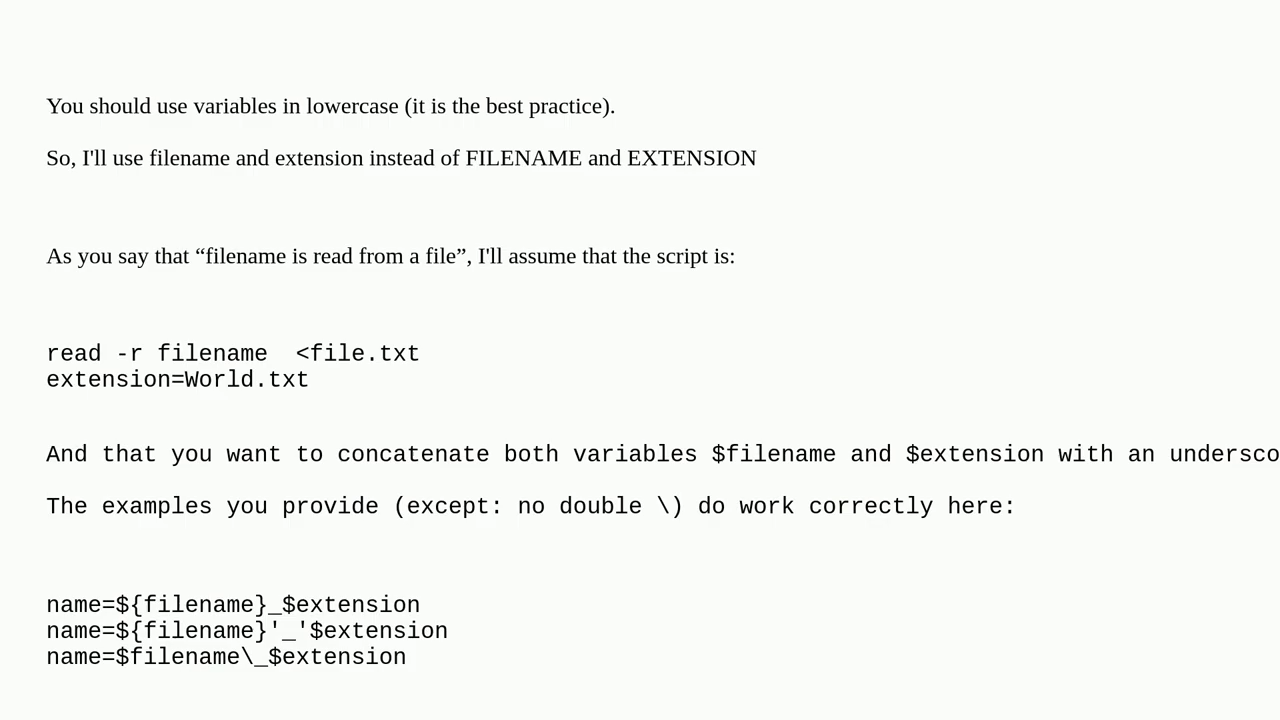 You should use variables in lowercase (it is the best practice).
So, I'll use filename and extension instead of FILENAME and EXTENSION
As you say that “filename is read from a file”, I'll assume that the script is:
read -r filename  <file.txt
extension=World.txt
And that you want to concatenate both variables $filename and $extension with an undersco
The examples you provide (except: no double \) do work correctly here:
name=${filename}_$extension
name=${filename}'_'$extension
name=$filename\_$extension